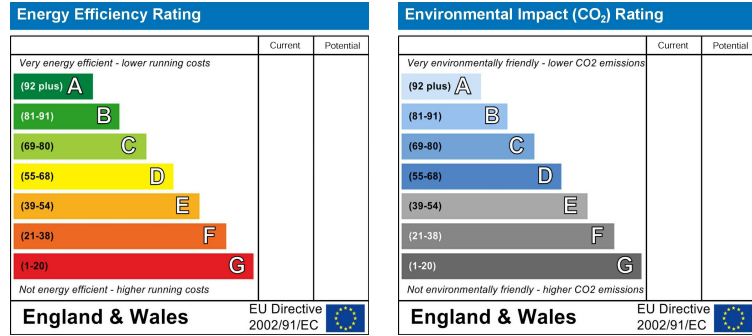 Energy Efficiency Rating
Current Potential
Very energy efficient - lower running costs
(92 plus) A
(81-91) B
(69-80) C
(55-68) D
(39-54) E
(21-38) F
(1-20) G
Not energy efficient - higher running costs
England & Wales
EU Directive
2002/91/EC
Environmental Impact (CO₂) Rating
Current Potential
Very environmentally friendly - lower CO2 emissions
(92 plus) A
(81-91) B
(69-80) C
(55-68) D
(39-54) E
(21-38) F
(1-20) G
Not environmentally friendly - higher CO2 emissions
England & Wales
EU Directive
2002/91/EC